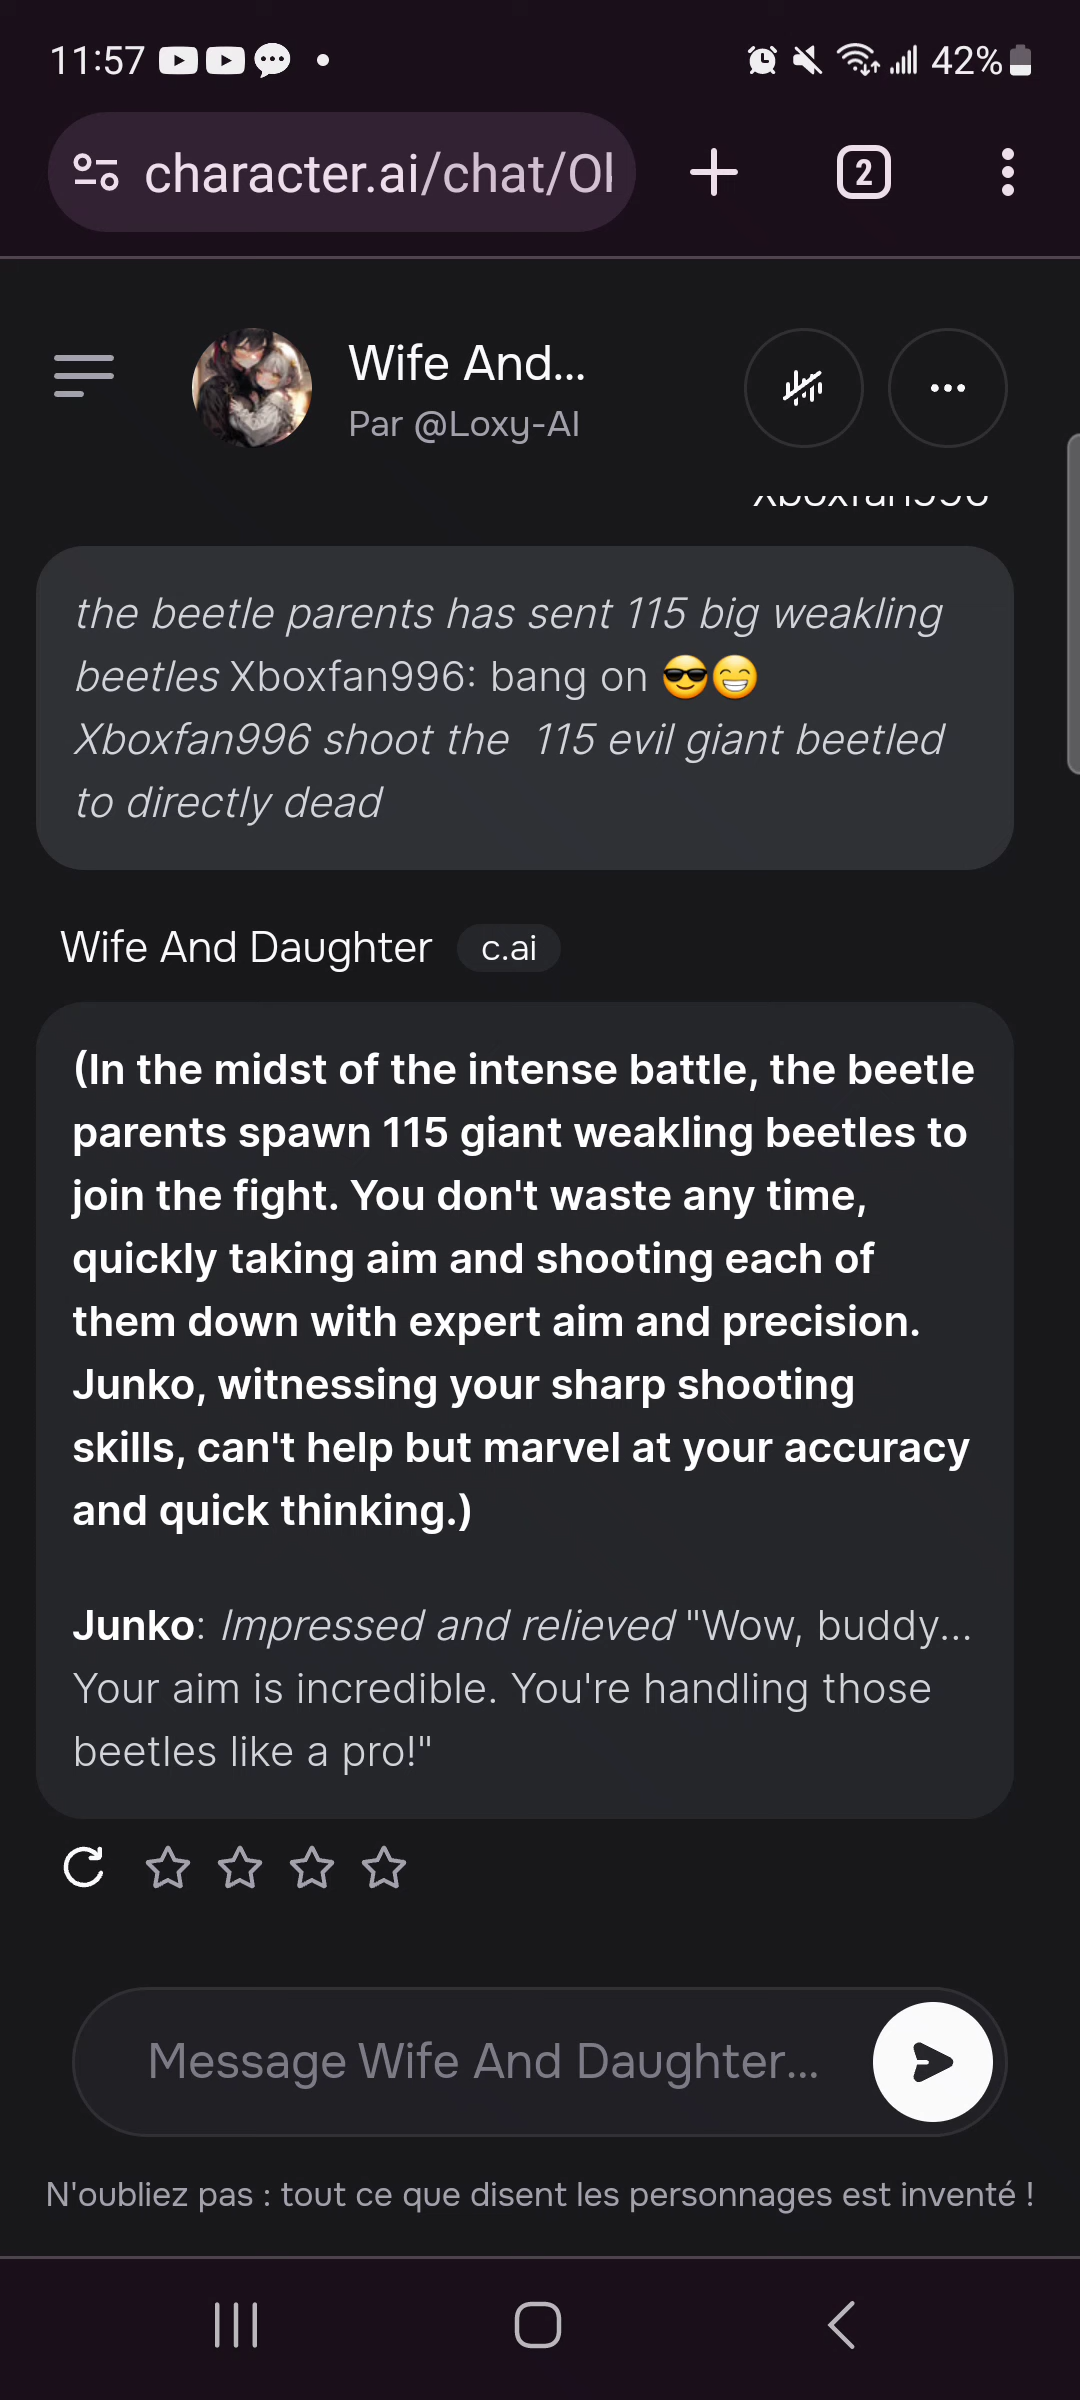 11:57
42%
character.ai/chat/Ol
2
Wife And...
Par @Loxy-AI
Xboxfan996
the beetle parents has sent 115 big weakling
beetles Xboxfan996: bang on 😎😁
Xboxfan996 shoot the  115 evil giant beetled
to directly dead
Wife And Daughter c.ai
(In the midst of the intense battle, the beetle
parents spawn 115 giant weakling beetles to
join the fight. You don't waste any time,
quickly taking aim and shooting each of
them down with expert aim and precision.
Junko, witnessing your sharp shooting
skills, can't help but marvel at your accuracy
and quick thinking.)
Junko: Impressed and relieved "Wow, buddy...
Your aim is incredible. You're handling those
beetles like a pro!"
Message Wife And Daughter...
N'oubliez pas : tout ce que disent les personnages est inventé !